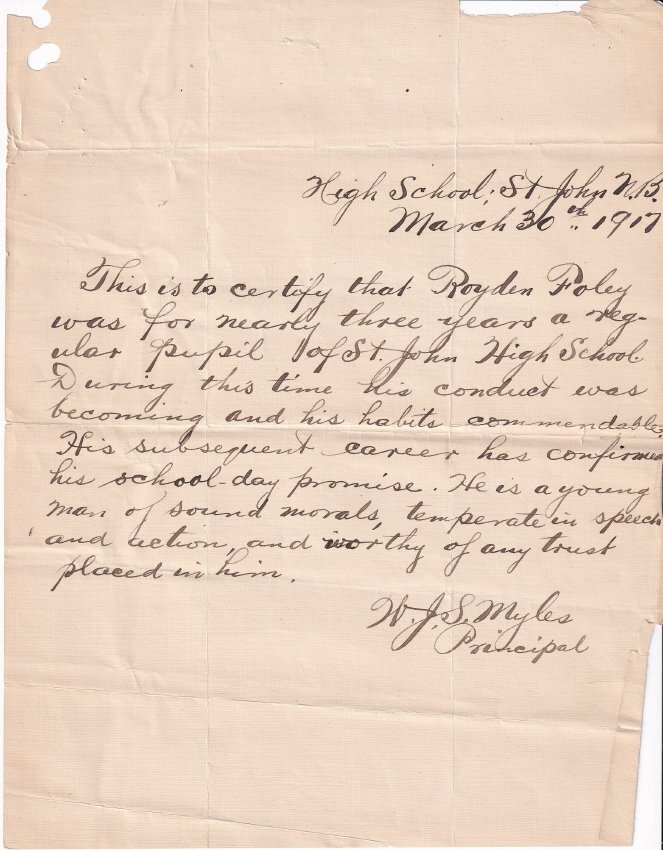 High School; St. John N.B.
March 30th. 1917
This is to certify that Royden Foley
was for nearly three years a reg-
ular pupil of St. John High School.
During this time his conduct was
becoming and his habits commendable.
His subsequent career has confirmed
his school-day promise. He is a young
man of sound morals, temperate in speech
and action, and worthy of any trust
placed in him.
W. J. S. Myles
Principal